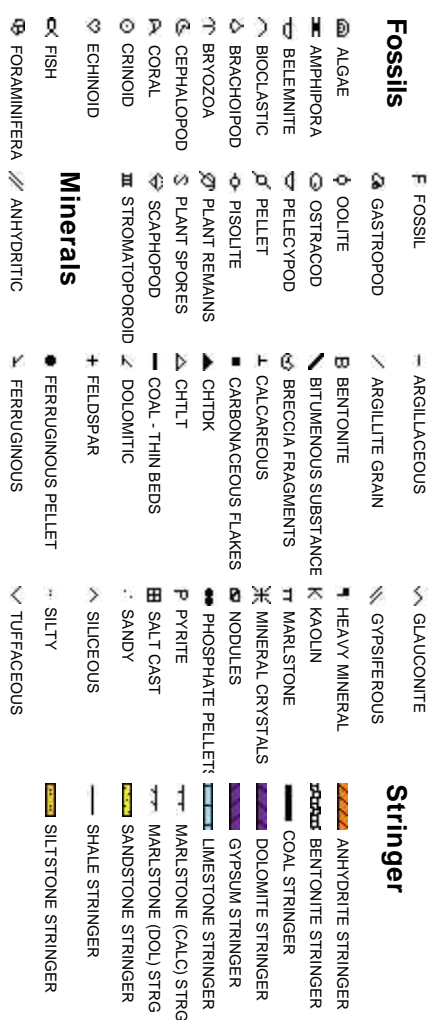 Fossils
ALGAE
AMPHIPORA
BELEMNITE
BIOCLASTIC
BRACHOIPOD
BRYOZOA
CEPHALOPOD
CORAL
CRINOID
ECHINOID
FISH
FORAMINIFERA
F FOSSIL
GASTROPOD
OOLITE
OSTRACOD
PELECYPOD
PELLET
PISOLITE
PLANT REMAINS
S PLANT SPORES
SCAPHOPOD
STROMATOPOROID
Minerals
ANHYDRITIC
ARGILLACEOUS
ARGILLITE GRAIN
B BENTONITE
BITUMENOUS SUBSTANCE
BRECCIA FRAGMENTS
CALCAREOUS
CARBONACEOUS FLAKES
CHTDK
CHTLT
COAL - THIN BEDS
DOLOMITIC
FELDSPAR
FERRUGINOUS PELLET
FERRUGINOUS
GLAUCONITE
GYPSIFEROUS
HEAVY MINERAL
K KAOLIN
MARLSTONE
MINERAL CRYSTALS
NODULES
PHOSPHATE PELLETS
P PYRITE
SALT CAST
SANDY
SILICEOUS
SILTY
TUFFACEOUS
Stringer
ANHYDRITE STRINGER
BENTONITE STRINGER
COAL STRINGER
DOLOMITE STRINGER
GYPSUM STRINGER
LIMESTONE STRINGER
MARLSTONE (CALC) STRG
MARLSTONE (DOL) STRG
SANDSTONE STRINGER
SHALE STRINGER
SILTSTONE STRINGER